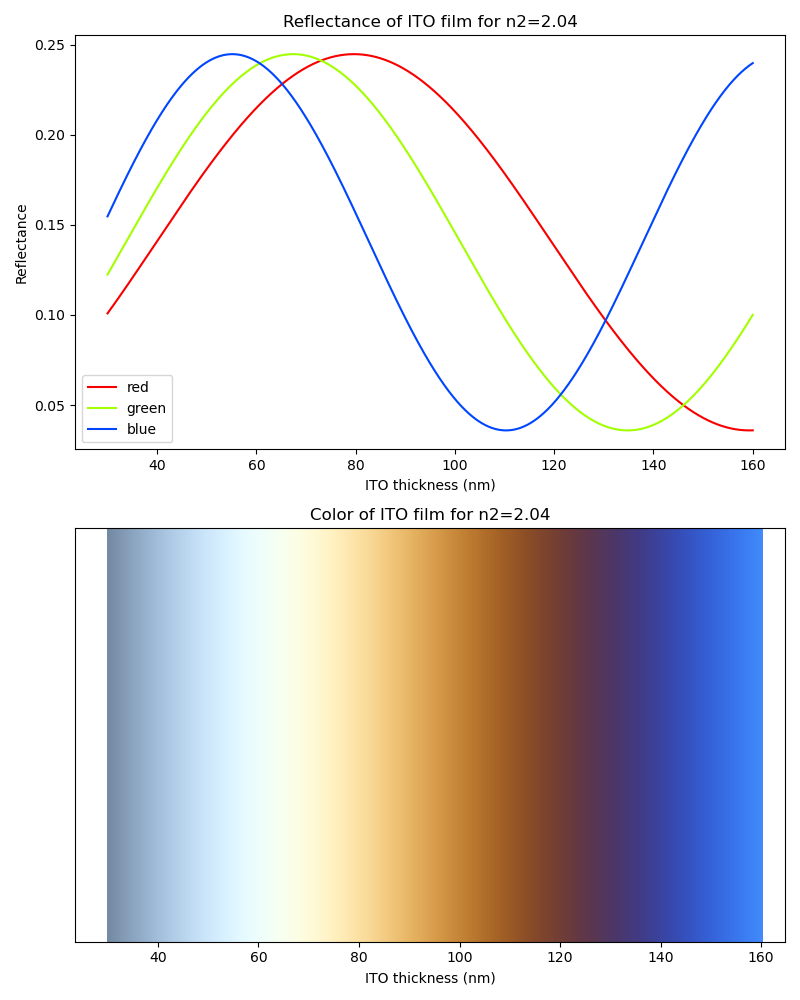 Reflectance of ITO film for n2=2.04
0.25
0.20
0.15
0.10
0.05
Reflectance
red
green
blue
40 60 80 100 120 140 160
ITO thickness (nm)
Color of ITO film for n2=2.04
40 60 80 100 120 140 160
ITO thickness (nm)